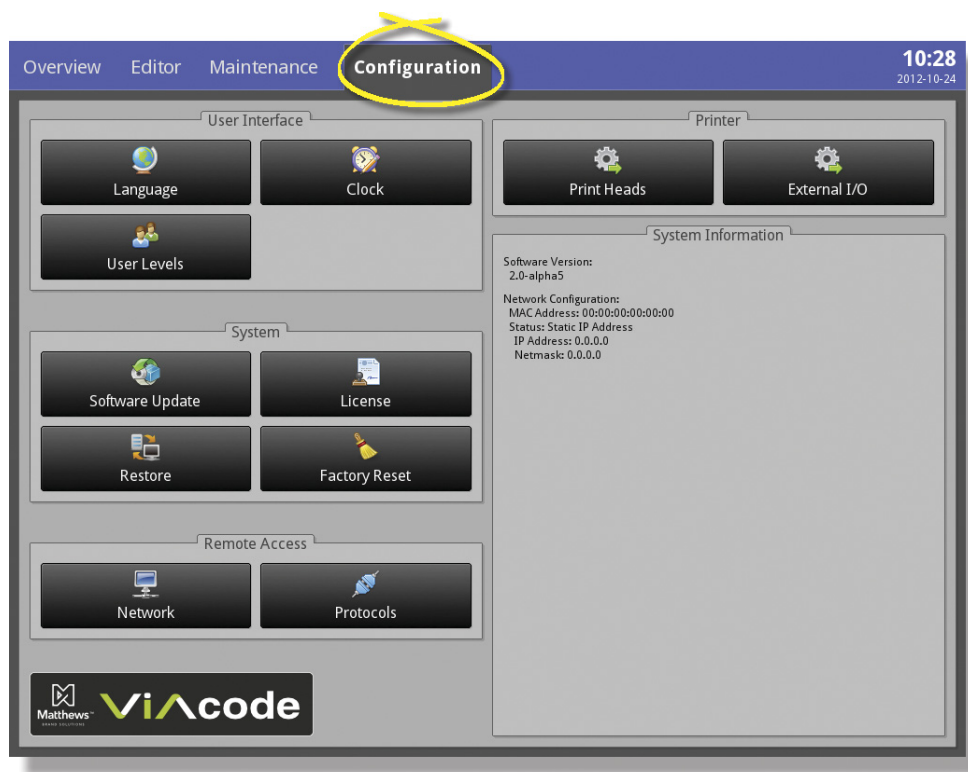 Overview Editor Maintenance Configuration
10:28
2012-10-24
User Interface
Language Clock
User Levels
System
Software Update License
Restore Factory Reset
Remote Access
Network Protocols
Matthews™
BRAND SOLUTIONS
ViAcode
Printer
Print Heads External I/O
System Information
Software Version:
2.0-alpha5
Network Configuration:
MAC Address: 00:00:00:00:00:00
Status: Static IP Address
IP Address: 0.0.0.0
Netmask: 0.0.0.0